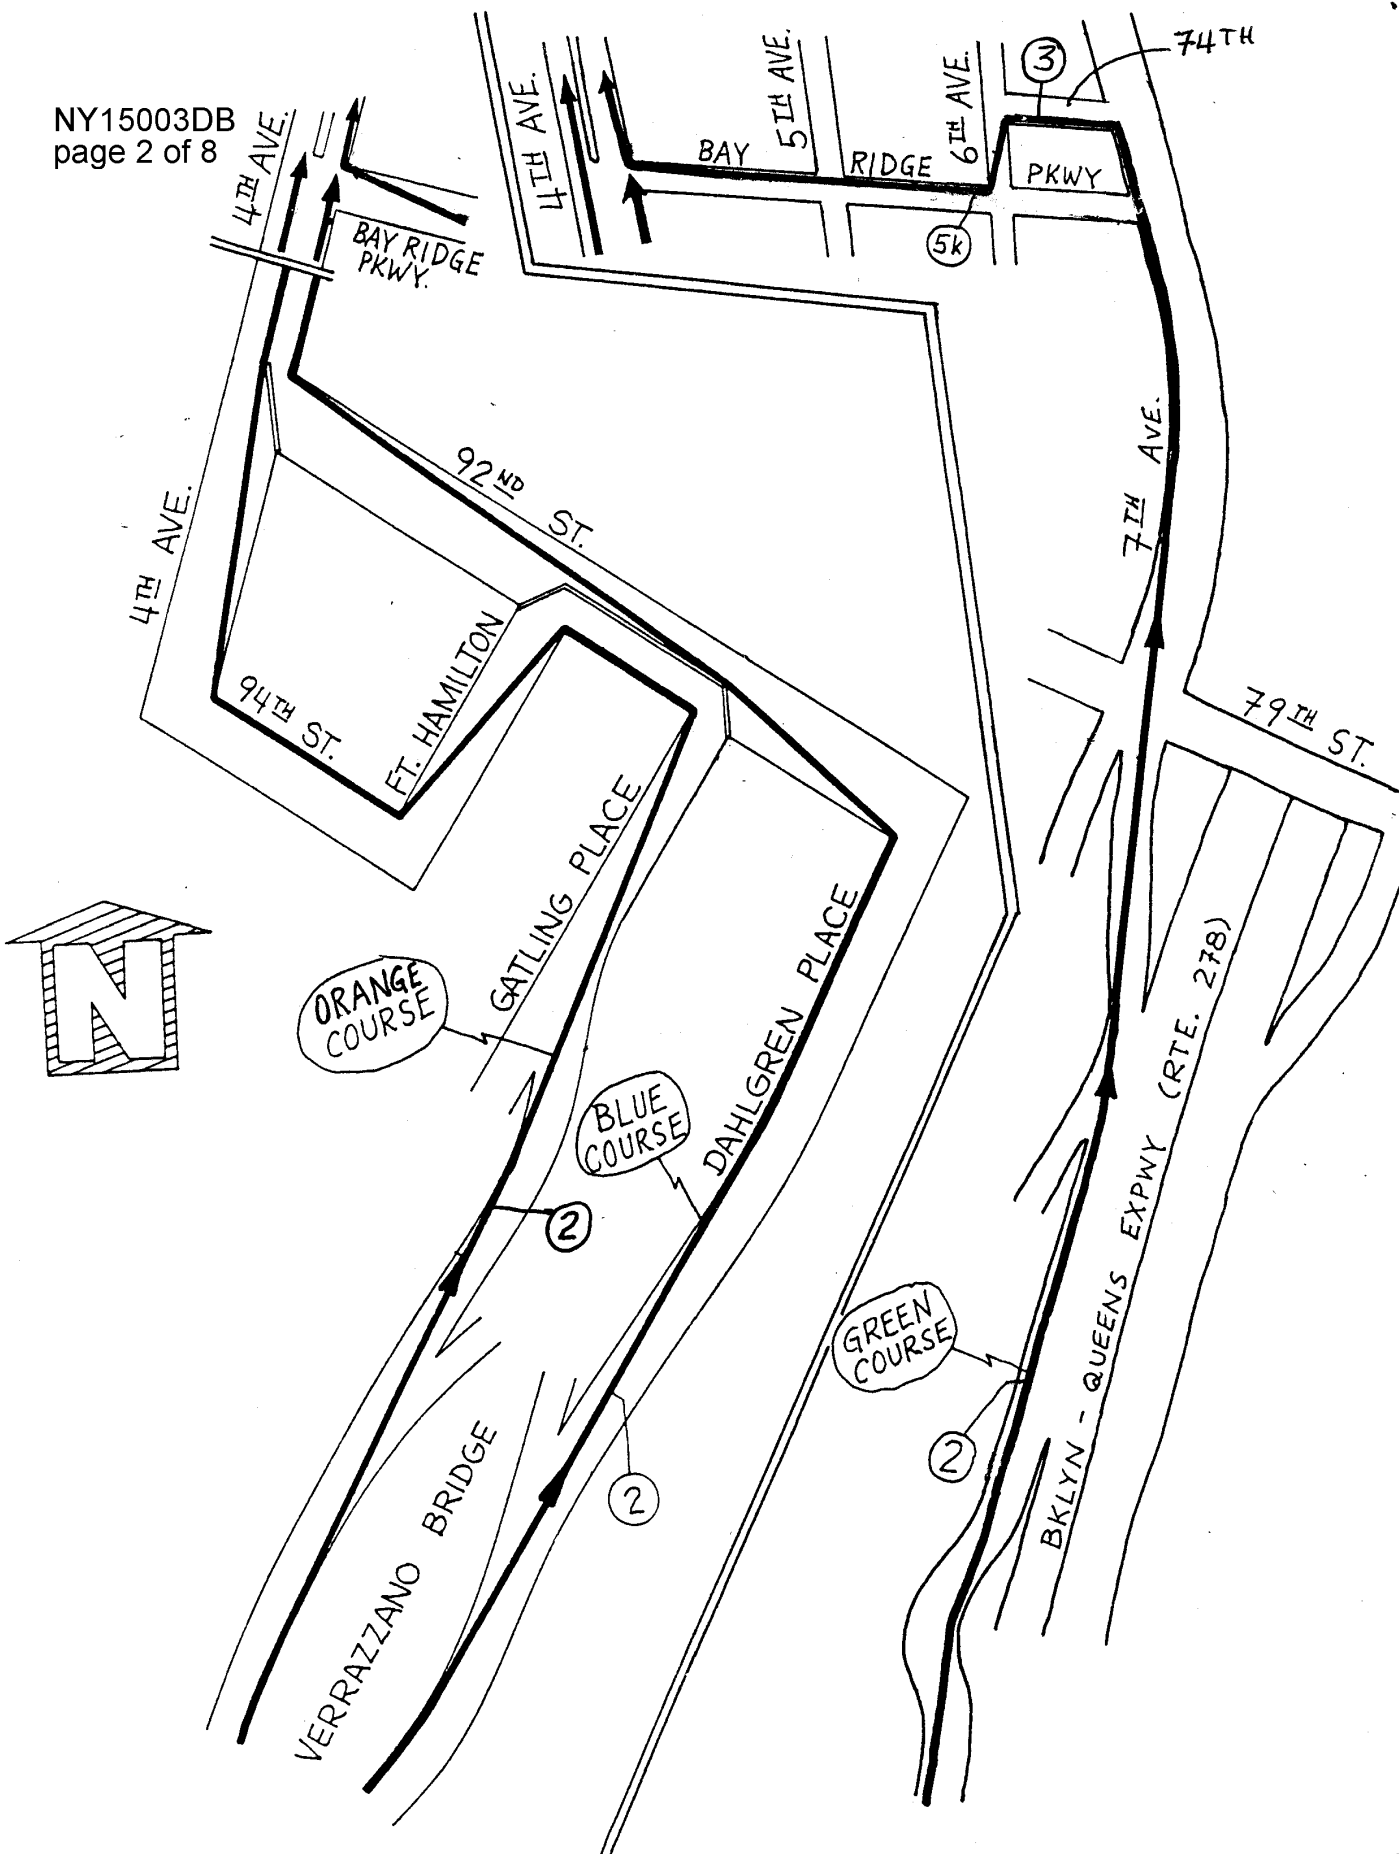 NY15003DB
page 2 of 8
4TH AVE.
BAY RIDGE
PKWY.
4TH AVE.
BAY
5TH AVE.
RIDGE
6TH AVE.
3
74TH
PKWY
5K
92ND ST.
4TH AVE.
94TH ST.
FT. HAMILTON
7TH AVE.
79TH ST.
GATLING PLACE
DAHLGREN PLACE
N
ORANGE
COURSE
BLUE
COURSE
2
GREEN
COURSE
2
2
VERRAZZANO BRIDGE
BKLYN - QUEENS EXPWY (RTE. 278)